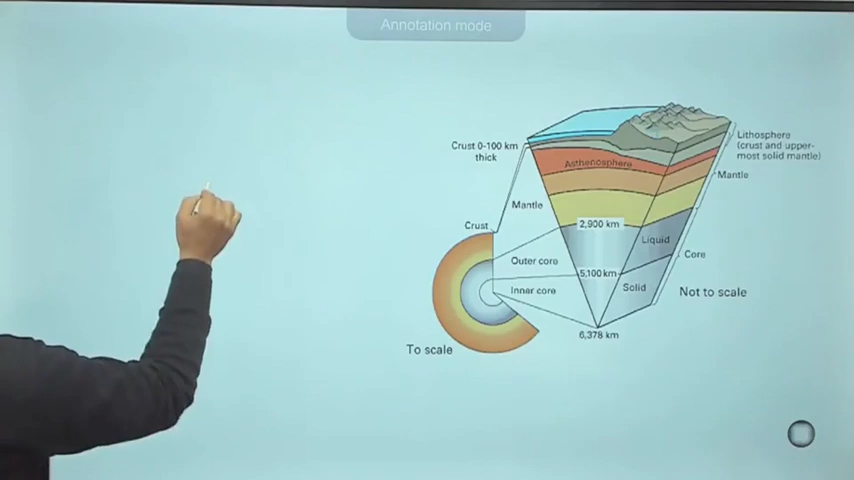 Annotation mode
Crust 0-100 km
thick
Asthenosphere
Lithosphere
(crust and upper-
most solid mantle)
Mantle
Mantle
Crust
2,900 km
Liquid
Outer core
Core
5,100 km
Inner core
Solid
Not to scale
6,378 km
To scale